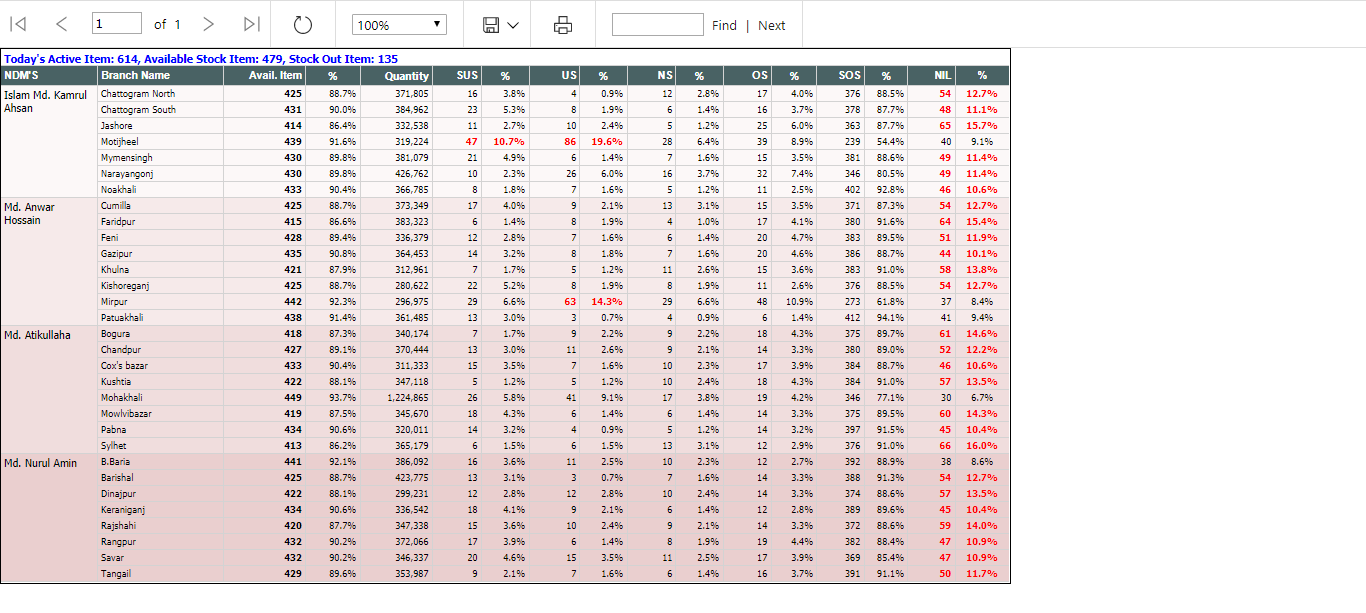 1 of 1 100% Find | Next
Today's Active Item: 614, Available Stock Item: 479, Stock Out Item: 135
NDM'S Branch Name Avail. Item % Quantity SUS % US % NS % OS % SOS % NIL %
Islam Md. Kamrul Ahsan Chattogram North 425 88.7% 371,805 16 3.8% 4 0.9% 12 2.8% 17 4.0% 376 88.5% 54 12.7%
Chattogram South 431 90.0% 384,962 23 5.3% 8 1.9% 6 1.4% 16 3.7% 378 87.7% 48 11.1%
Jashore 414 86.4% 332,538 11 2.7% 10 2.4% 5 1.2% 25 6.0% 363 87.7% 65 15.7%
Motijheel 439 91.6% 319,224 47 10.7% 86 19.6% 28 6.4% 39 8.9% 239 54.4% 40 9.1%
Mymensingh 430 89.8% 381,079 21 4.9% 6 1.4% 7 1.6% 15 3.5% 381 88.6% 49 11.4%
Narayangonj 430 89.8% 426,762 10 2.3% 26 6.0% 16 3.7% 32 7.4% 346 80.5% 49 11.4%
Noakhali 433 90.4% 366,785 8 1.8% 7 1.6% 5 1.2% 11 2.5% 402 92.8% 46 10.6%
Md. Anwar Hossain Cumilla 425 88.7% 373,349 17 4.0% 9 2.1% 13 3.1% 15 3.5% 371 87.3% 54 12.7%
Faridpur 415 86.6% 383,323 6 1.4% 8 1.9% 4 1.0% 17 4.1% 380 91.6% 64 15.4%
Feni 428 89.4% 336,379 12 2.8% 7 1.6% 6 1.4% 20 4.7% 383 89.5% 51 11.9%
Gazipur 435 90.8% 364,453 14 3.2% 8 1.8% 7 1.6% 20 4.6% 386 88.7% 44 10.1%
Khulna 421 87.9% 312,961 7 1.7% 5 1.2% 11 2.6% 15 3.6% 383 91.0% 58 13.8%
Kishoreganj 425 88.7% 280,622 22 5.2% 8 1.9% 8 1.9% 11 2.6% 376 88.5% 54 12.7%
Mirpur 442 92.3% 296,975 29 6.6% 63 14.3% 29 6.6% 48 10.9% 273 61.8% 37 8.4%
Patuakhali 438 91.4% 361,485 13 3.0% 3 0.7% 4 0.9% 6 1.4% 412 94.1% 41 9.4%
Md. Atikullaha Bogura 418 87.3% 340,174 7 1.7% 9 2.2% 9 2.2% 18 4.3% 375 89.7% 61 14.6%
Chandpur 427 89.1% 370,444 13 3.0% 11 2.6% 9 2.1% 14 3.3% 380 89.0% 52 12.2%
Cox's bazar 433 90.4% 311,333 15 3.5% 7 1.6% 10 2.3% 17 3.9% 384 88.7% 46 10.6%
Kushtia 422 88.1% 347,118 5 1.2% 5 1.2% 10 2.4% 18 4.3% 384 91.0% 57 13.5%
Mohakhali 449 93.7% 1,224,865 26 5.8% 41 9.1% 17 3.8% 19 4.2% 346 77.1% 30 6.7%
Mowlvibazar 419 87.5% 345,670 18 4.3% 6 1.4% 6 1.4% 14 3.3% 375 89.5% 60 14.3%
Pabna 434 90.6% 320,011 14 3.2% 4 0.9% 5 1.2% 14 3.2% 397 91.5% 45 10.4%
Sylhet 413 86.2% 365,179 6 1.5% 6 1.5% 13 3.1% 12 2.9% 376 91.0% 66 16.0%
Md. Nurul Amin B.Baria 441 92.1% 386,092 16 3.6% 11 2.5% 10 2.3% 12 2.7% 392 88.9% 38 8.6%
Barishal 425 88.7% 423,775 13 3.1% 3 0.7% 7 1.6% 14 3.3% 388 91.3% 54 12.7%
Dinajpur 422 88.1% 299,231 12 2.8% 12 2.8% 10 2.4% 14 3.3% 374 88.6% 57 13.5%
Keraniganj 434 90.6% 336,542 18 4.1% 9 2.1% 6 1.4% 12 2.8% 389 89.6% 45 10.4%
Rajshahi 420 87.7% 347,338 15 3.6% 10 2.4% 9 2.1% 14 3.3% 372 88.6% 59 14.0%
Rangpur 432 90.2% 372,066 17 3.9% 6 1.4% 8 1.9% 19 4.4% 382 88.4% 47 10.9%
Savar 432 90.2% 346,337 20 4.6% 15 3.5% 11 2.5% 17 3.9% 369 85.4% 47 10.9%
Tangail 429 89.6% 353,987 9 2.1% 7 1.6% 6 1.4% 16 3.7% 391 91.1% 50 11.7%